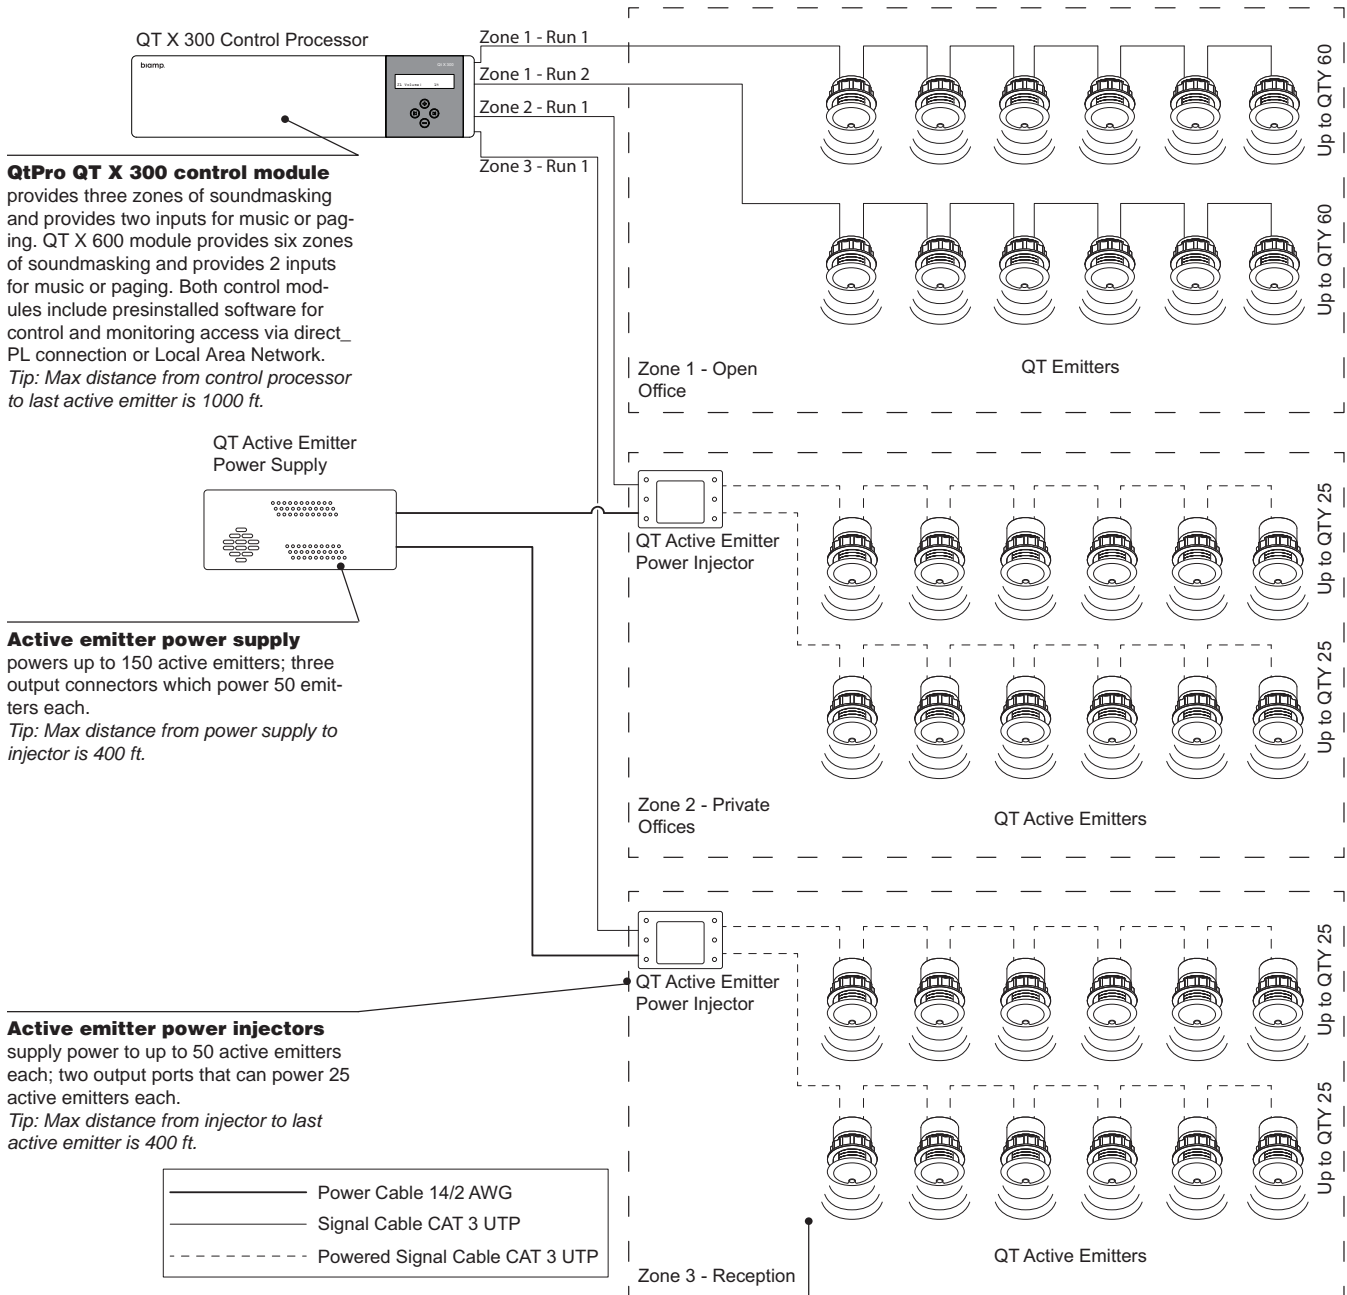 QT X 300 Control Processor
biamp.
Zone 1 - Run 1
Zone 1 - Run 2
Zone 2 - Run 1
Zone 3 - Run 1
QtPro QT X 300 control module
provides three zones of soundmasking
and provides two inputs for music or pag-
ing. QT X 600 module provides six zones
of soundmasking and provides 2 inputs
for music or paging. Both control mod-
ules include presinstalled software for
control and monitoring access via direct_
PL connection or Local Area Network.
Tip: Max distance from control processor
to last active emitter is 1000 ft.
Up to QTY 60
Up to QTY 60
Zone 1 - Open
Office
QT Emitters
QT Active Emitter
Power Supply
QT Active Emitter
Power Injector
Up to QTY 25
Up to QTY 25
Active emitter power supply
powers up to 150 active emitters; three
output connectors which power 50 emit-
ters each.
Tip: Max distance from power supply to
injector is 400 ft.
Zone 2 - Private
Offices
QT Active Emitters
QT Active Emitter
Power Injector
Up to QTY 25
Up to QTY 25
Active emitter power injectors
supply power to up to 50 active emitters
each; two output ports that can power 25
active emitters each.
Tip: Max distance from injector to last
active emitter is 400 ft.
Power Cable 14/2 AWG
Signal Cable CAT 3 UTP
Powered Signal Cable CAT 3 UTP
Zone 3 - Reception
QT Active Emitters